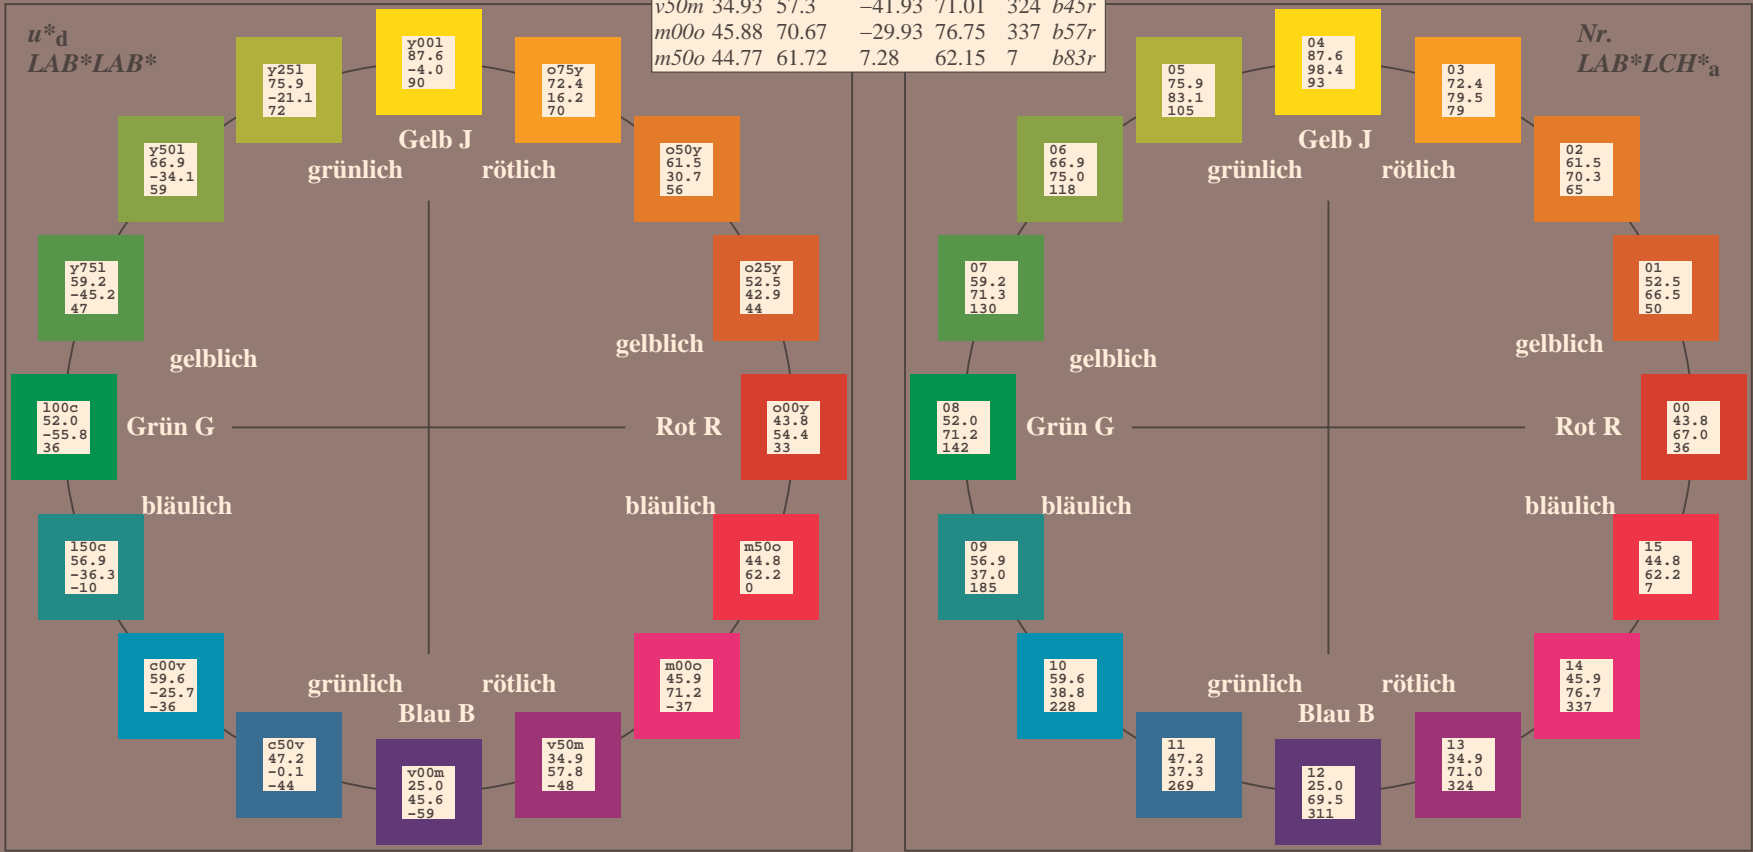 v50m 34.93 57.3 −41.93 71.01 324 b45r
m00o 45.88 70.67 −29.93 76.75 337 b57r
m50o 44.77 61.72 7.28 62.15 7 b83r
u*d
LAB*LAB*
y00l
87.6
-4.0
90
y25l
75.9
-21.1
72
o75y
72.4
16.2
70
y50l
66.9
-34.1
59
o50y
61.5
30.7
56
Gelb J
grünlich rötlich
y75l
59.2
-45.2
47
o25y
52.5
42.9
44
gelblich
gelblich
l00c
52.0
-55.8
36
Grün G
Rot R
o00y
43.8
54.4
33
bläulich
bläulich
l50c
56.9
-36.3
-10
m50o
44.8
62.2
0
c00v
59.6
-25.7
-36
m00o
45.9
71.2
-37
grünlich rötlich
Blau B
c50v
47.2
-0.1
-44
v00m
25.0
45.6
-59
v50m
34.9
57.8
-48
Nr.
LAB*LCH*a
04
87.6
98.4
93
05
75.9
83.1
105
03
72.4
79.5
79
06
66.9
75.0
118
02
61.5
70.3
65
Gelb J
grünlich rötlich
07
59.2
71.3
130
01
52.5
66.5
50
gelblich
gelblich
08
52.0
71.2
142
Grün G
Rot R
00
43.8
67.0
36
bläulich
bläulich
09
56.9
37.0
185
15
44.8
62.2
7
10
59.6
38.8
228
14
45.9
76.7
337
grünlich rötlich
Blau B
11
47.2
37.3
269
12
25.0
69.5
311
13
34.9
71.0
324